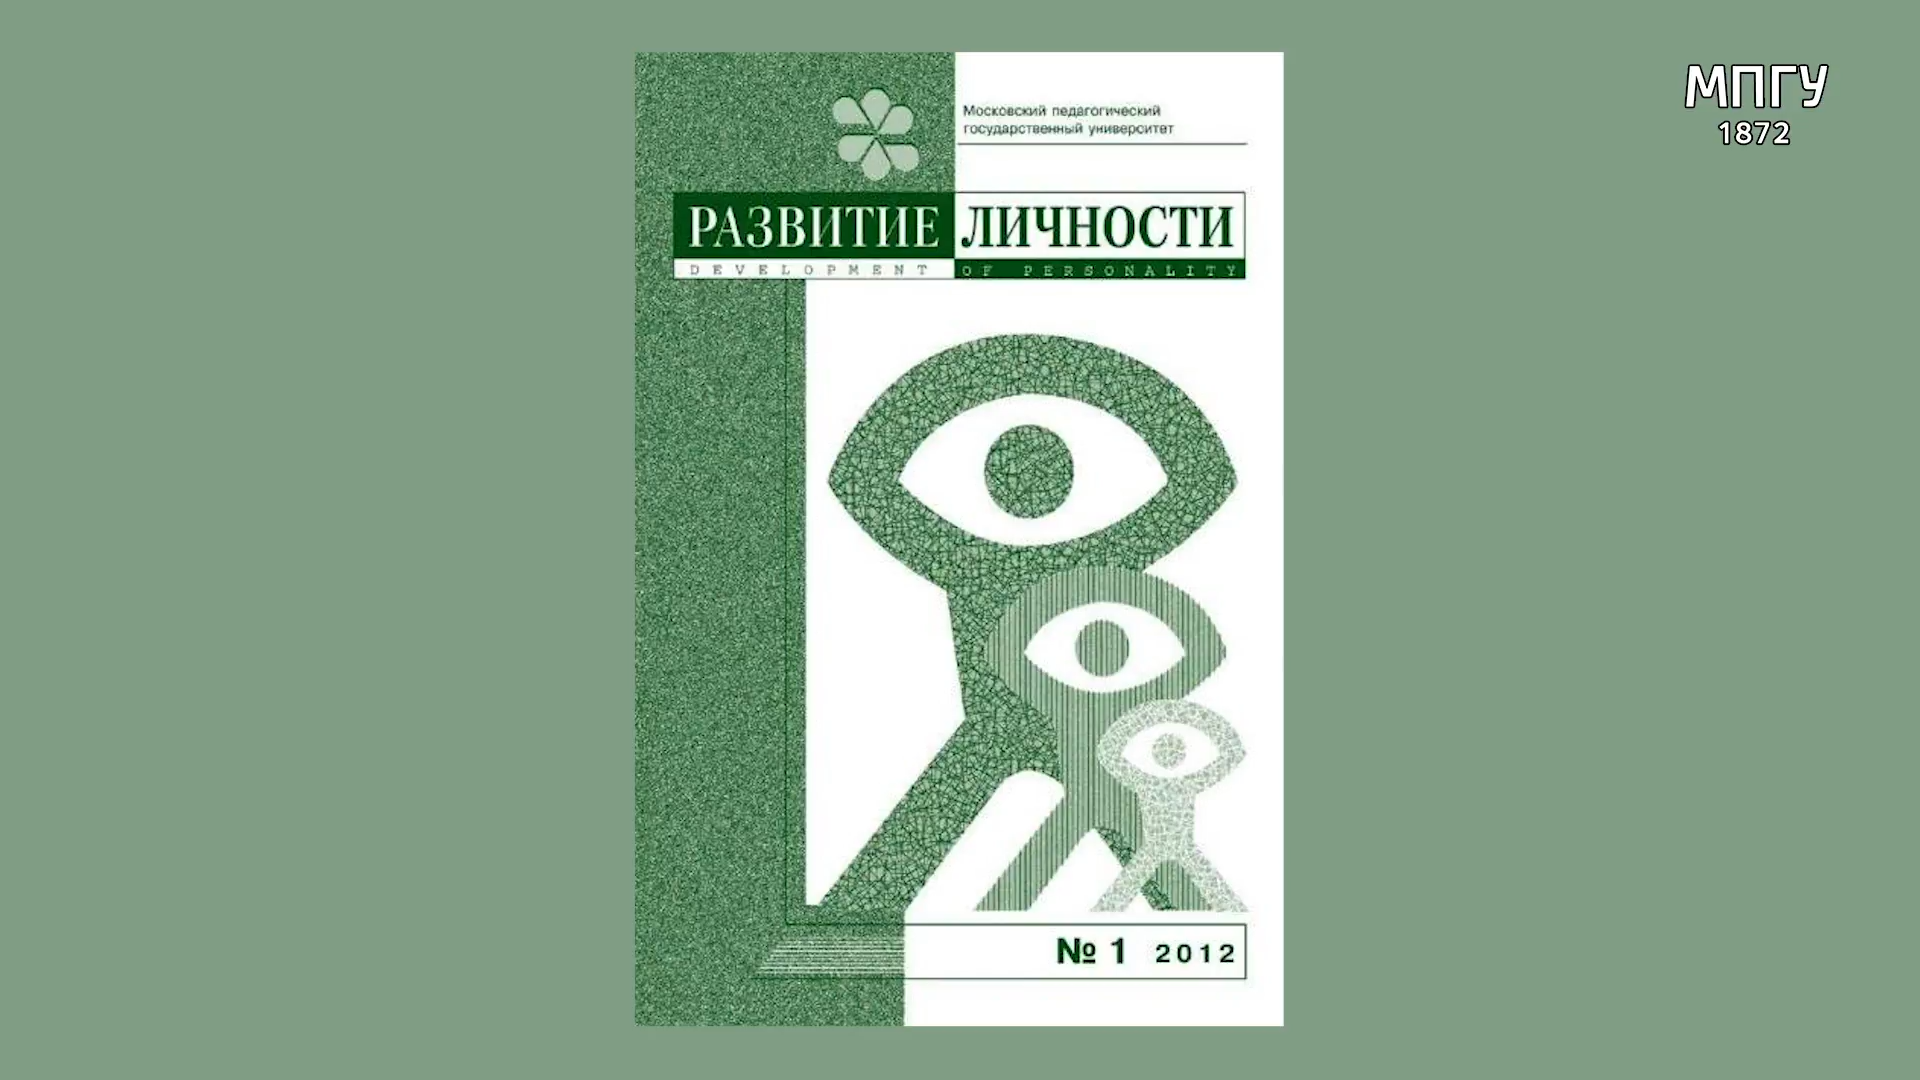 МПГУ
1872
Московский педагогический
государственный университет
РАЗВИТИЕ ЛИЧНОСТИ
DEVELOPMENT OF PERSONALITY
№ 1 2012